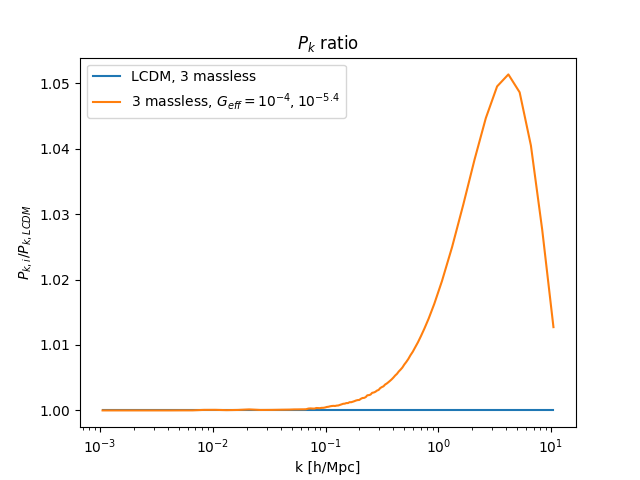 P_k ratio
LCDM, 3 massless
3 massless, G_eff = 10^−4, 10^−5.4
P_k,i/P_k,LCDM
1.05
1.04
1.03
1.02
1.01
1.00
10^−3 10^−2 10^−1 10^0 10^1
k [h/Mpc]